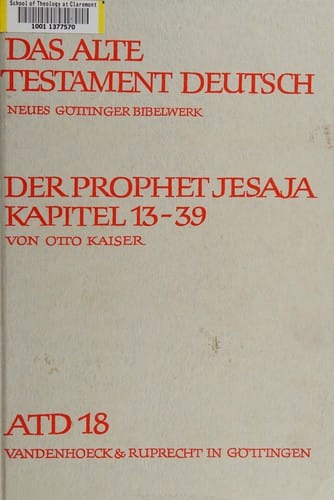 School of Theology at Claremont
1001 1377570
DAS ALTE
TESTAMENT DEUTSCH
NEUES GÖTTINGER BIBELWERK
DER PROPHET JESAJA
KAPITEL 13-39
VON OTTO KAISER
ATD 18
VANDENHOECK & RUPRECHT IN GÖTTINGEN